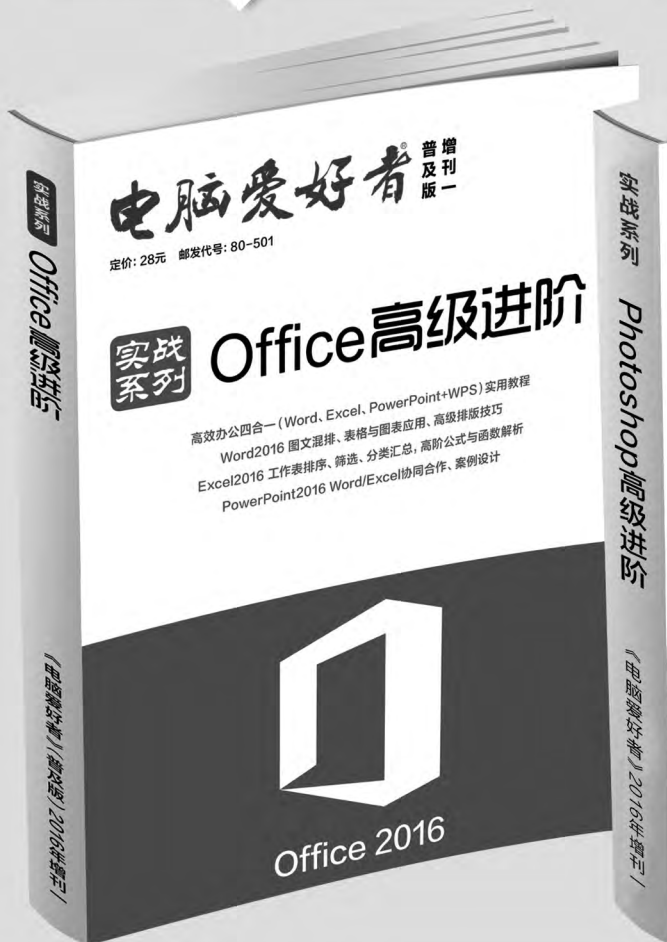 实战系列
Office高级进阶
《电脑爱好者》(普及版)2016年增刊一
电脑爱好者®
普及版
增刊一
定价：28元 邮发代号：80-501
实战
系列
Office高级进阶
高效办公四合一(Word、Excel、PowerPoint+WPS)实用教程
Word2016 图文混排、表格与图表应用、高级排版技巧
Excel2016 工作表排序、筛选、分类汇总，高阶公式与函数解析
PowerPoint2016 Word/Excel协同合作、案例设计
Office 2016
实战系列
Photoshop高级进阶
《电脑爱好者》2016年增刊一